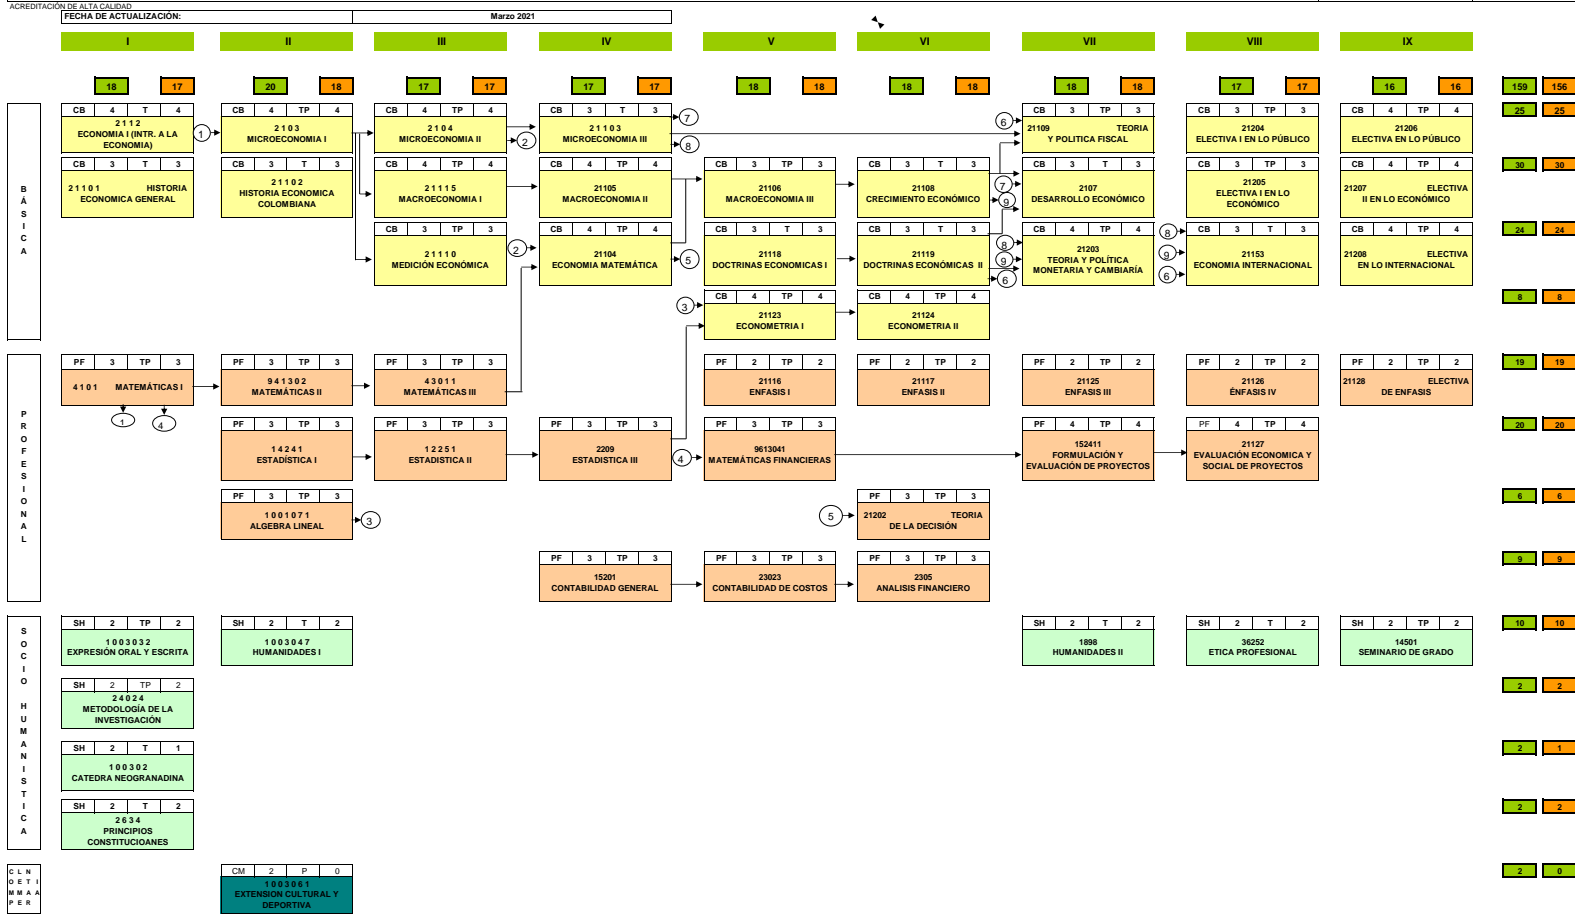 ACREDITACIÓN DE ALTA CALIDAD
FECHA DE ACTUALIZACIÓN: Marzo 2021
I II III IV V VI VII VIII IX
18 17 20 18 17 17 17 17 18 18 18 18 18 18 17 17 16 16 159 156
BÁSICA
CB 4 T 4
2112
ECONOMIA I (INTR. A LA
ECONOMIA)
1
CB 4 TP 4
2103
MICROECONOMIA I
CB 4 TP 4
2104
MICROECONOMIA II
2
CB 3 T 3
21103
MICROECONOMIA III
7
8
6
CB 3 TP 3
21109 TEORIA
Y POLITICA FISCAL
CB 3 TP 3
21204
ELECTIVA I EN LO PÚBLICO
CB 4 TP 4
21206
ELECTIVA EN LO PÚBLICO
25 25
CB 3 T 3
21101 HISTORIA
ECONOMICA GENERAL
CB 3 T 3
21102
HISTORIA ECONOMICA
COLOMBIANA
CB 4 TP 4
21115
MACROECONOMIA I
CB 4 TP 4
21105
MACROECONOMIA II
CB 3 TP 3
21106
MACROECONOMIA III
CB 3 T 3
21108
CRECIMIENTO ECONÓMICO
7
9
CB 3 T 3
2107
DESARROLLO ECONÓMICO
CB 3 TP 3
21205
ELECTIVA I EN LO
ECONÓMICO
CB 4 TP 4
21207 ELECTIVA
II EN LO ECONÓMICO
30 30
CB 3 TP 3
21110
MEDICIÓN ECONÓMICA
2
CB 4 TP 4
21104
ECONOMIA MATEMÁTICA
5
CB 3 T 3
21118
DOCTRINAS ECONOMICAS I
CB 3 T 3
21119
DOCTRINAS ECONÓMICAS II
8
9
6
CB 4 TP 4
21203
TEORIA Y POLÍTICA
MONETARIA Y CAMBIARÍA
8
9
6
CB 3 T 3
21153
ECONOMIA INTERNACIONAL
CB 4 TP 4
21208 ELECTIVA
EN LO INTERNACIONAL
24 24
3
CB 4 TP 4
21123
ECONOMETRIA I
CB 4 TP 4
21124
ECONOMETRIA II
8 8
PROFESIONAL
PF 3 TP 3
4101 MATEMÁTICAS I
1
4
PF 3 TP 3
941302
MATEMÁTICAS II
PF 3 TP 3
43011
MATEMÁTICAS III
PF 2 TP 2
21116
ENFASIS I
PF 2 TP 2
21117
ENFASIS II
PF 2 TP 2
21125
ENFASIS III
PF 2 TP 2
21126
ÉNFASIS IV
PF 2 TP 2
21128 ELECTIVA
DE ENFASIS
19 19
PF 3 TP 3
14241
ESTADÍSTICA I
PF 3 TP 3
12251
ESTADISTICA II
PF 3 TP 3
2209
ESTADISTICA III
4
PF 3 TP 3
9613041
MATEMÁTICAS FINANCIERAS
PF 4 TP 4
152411
FORMULACIÓN Y
EVALUACIÓN DE PROYECTOS
PF 4 TP 4
21127
EVALUACIÓN ECONOMICA Y
SOCIAL DE PROYECTOS
20 20
PF 3 TP 3
1001071
ALGEBRA LINEAL
3
5
PF 3 TP 3
21202 TEORIA
DE LA DECISIÓN
6 6
PF 3 TP 3
15201
CONTABILIDAD GENERAL
PF 3 TP 3
23023
CONTABILIDAD DE COSTOS
PF 3 TP 3
2305
ANALISIS FINANCIERO
9 9
SOCIO HUMANISTICA
SH 2 TP 2
1003032
EXPRESIÓN ORAL Y ESCRITA
SH 2 T 2
1003047
HUMANIDADES I
SH 2 T 2
1898
HUMANIDADES II
SH 2 T 2
36252
ETICA PROFESIONAL
SH 2 TP 2
14501
SEMINARIO DE GRADO
10 10
SH 2 TP 2
24024
METODOLOGÍA DE LA
INVESTIGACIÓN
2 2
SH 2 T 1
100302
CATEDRA NEOGRANADINA
2 1
SH 2 T 2
2634
PRINCIPIOS
CONSTITUCIOANES
2 2
C L N
O E T I
M M A A
P E R
CM 2 P 0
1003061
EXTENSION CULTURAL Y
DEPORTIVA
2 0